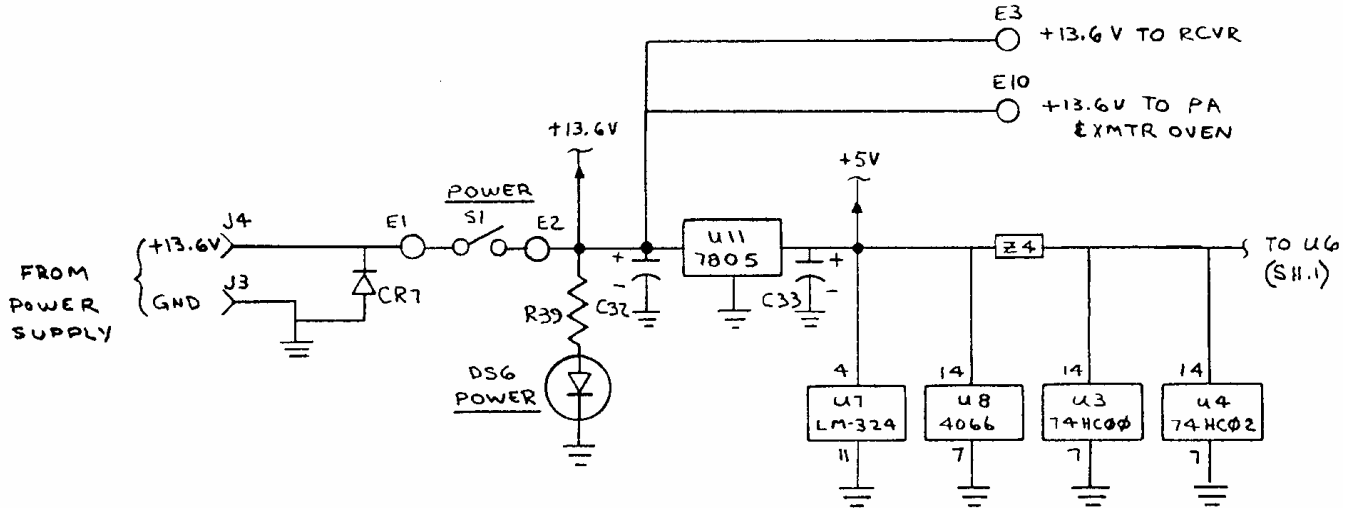 E3
+13.6 V TO RCVR
E10
+13.6V TO PA
& XMTR OVEN
+13.6V
+5V
POWER
S1
J4
E1
E2
+13.6V
FROM
POWER
SUPPLY
J3
GND
CR7
R39
+
-
C32
U11
7805
+
-
C33
Z4
TO U6
(SH.1)
DS6
POWER
4
U7
LM-324
11
14
U8
4066
7
14
U3
74HCØØ
7
14
U4
74HCØ2
7